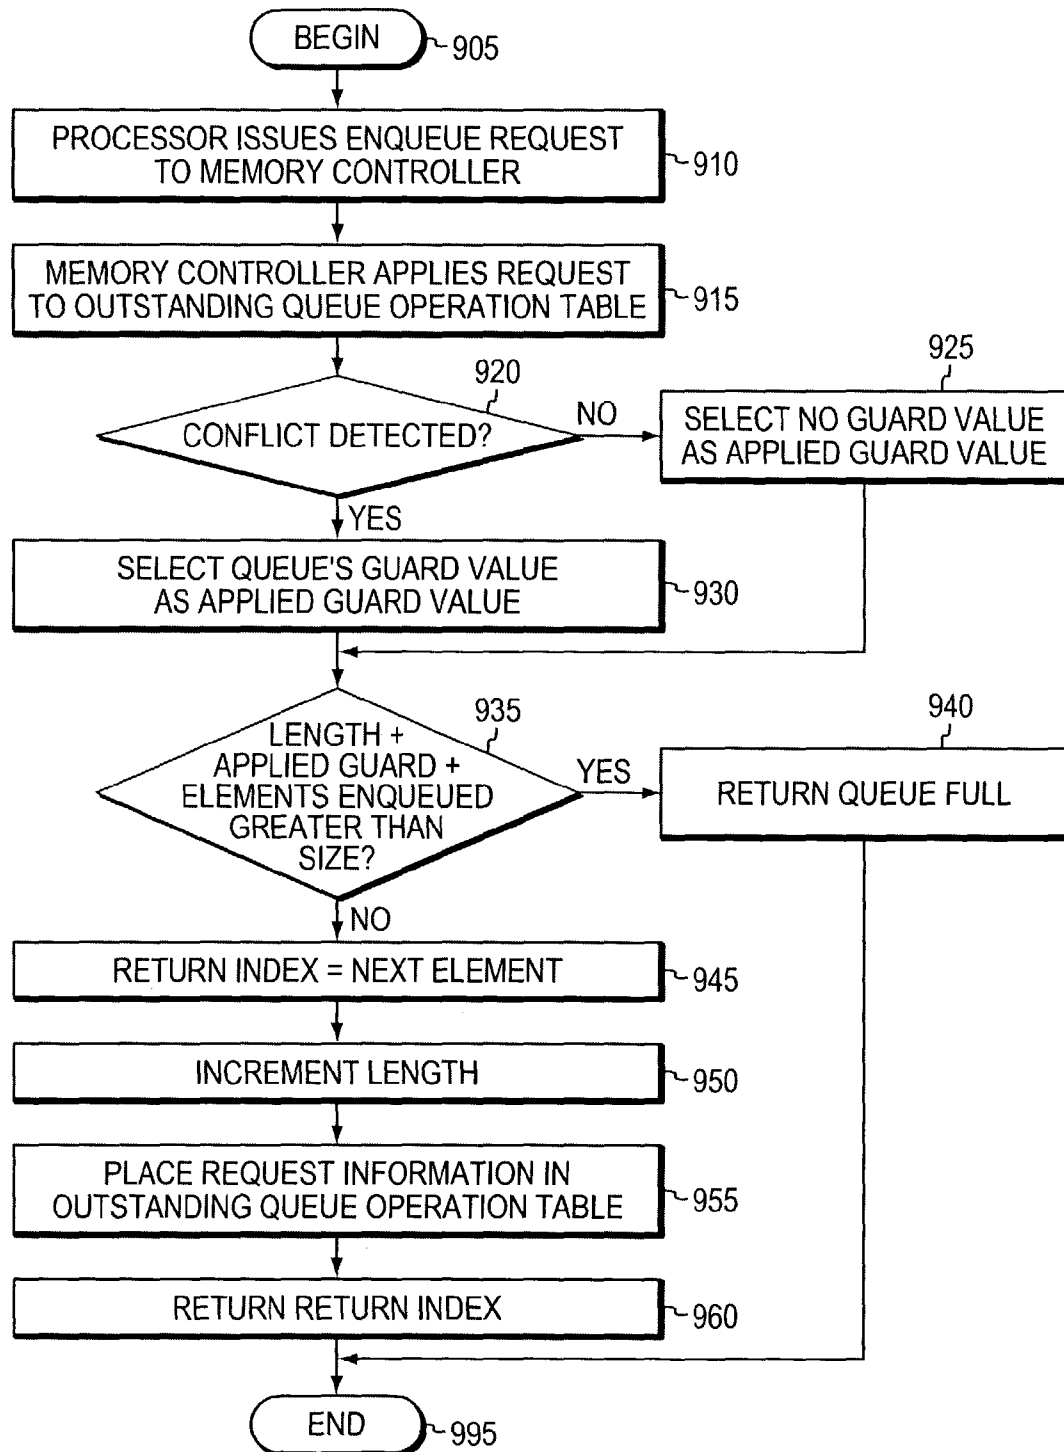 BEGIN
905
PROCESSOR ISSUES ENQUEUE REQUEST
TO MEMORY CONTROLLER
910
MEMORY CONTROLLER APPLIES REQUEST
TO OUTSTANDING QUEUE OPERATION TABLE
915
920
CONFLICT DETECTED?
NO
925
SELECT NO GUARD VALUE
AS APPLIED GUARD VALUE
YES
SELECT QUEUE'S GUARD VALUE
AS APPLIED GUARD VALUE
930
935
LENGTH +
APPLIED GUARD +
ELEMENTS ENQUEUED
GREATER THAN
SIZE?
YES
940
RETURN QUEUE FULL
NO
RETURN INDEX = NEXT ELEMENT
945
INCREMENT LENGTH
950
PLACE REQUEST INFORMATION IN
OUTSTANDING QUEUE OPERATION TABLE
955
RETURN RETURN INDEX
960
END
995